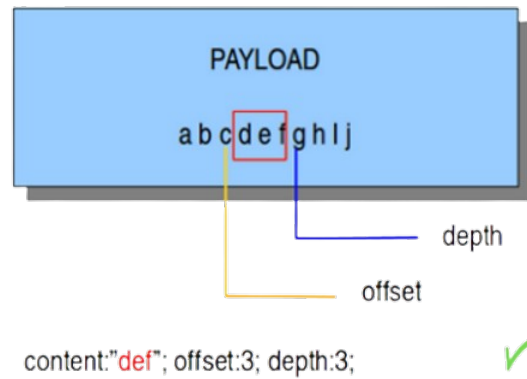 PAYLOAD
a b c d e f g h I j
depth
offset
content:"def"; offset:3; depth:3;